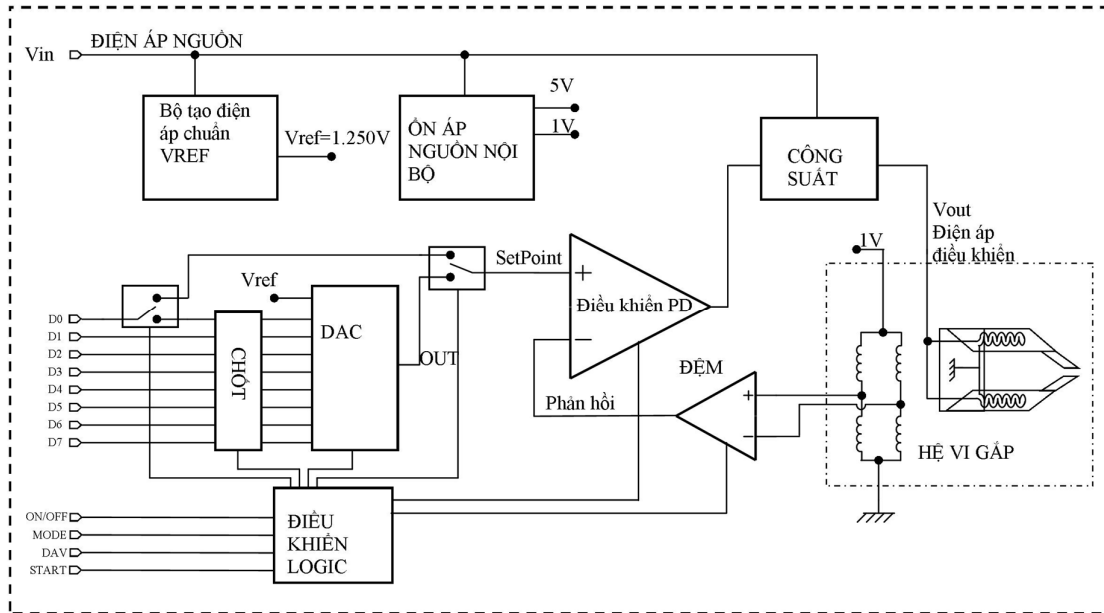 Vin
ĐIỆN ÁP NGUỒN
Bộ tạo điện
áp chuẩn
VREF
Vref=1.250V
ỔN ÁP
NGUỒN NỘI
BỘ
5V
1V
CÔNG
SUẤT
Vout
Điện áp
điều khiển
1V
SetPoint
Vref
+
Điều khiển PD
−
DAC
OUT
CHỐT
D0
D1
D2
D3
D4
D5
D6
D7
ĐỆM
+
−
Phản hồi
HỆ VI GẮP
ON/OFF
MODE
DAV
START
ĐIỀU
KHIỂN
LOGIC